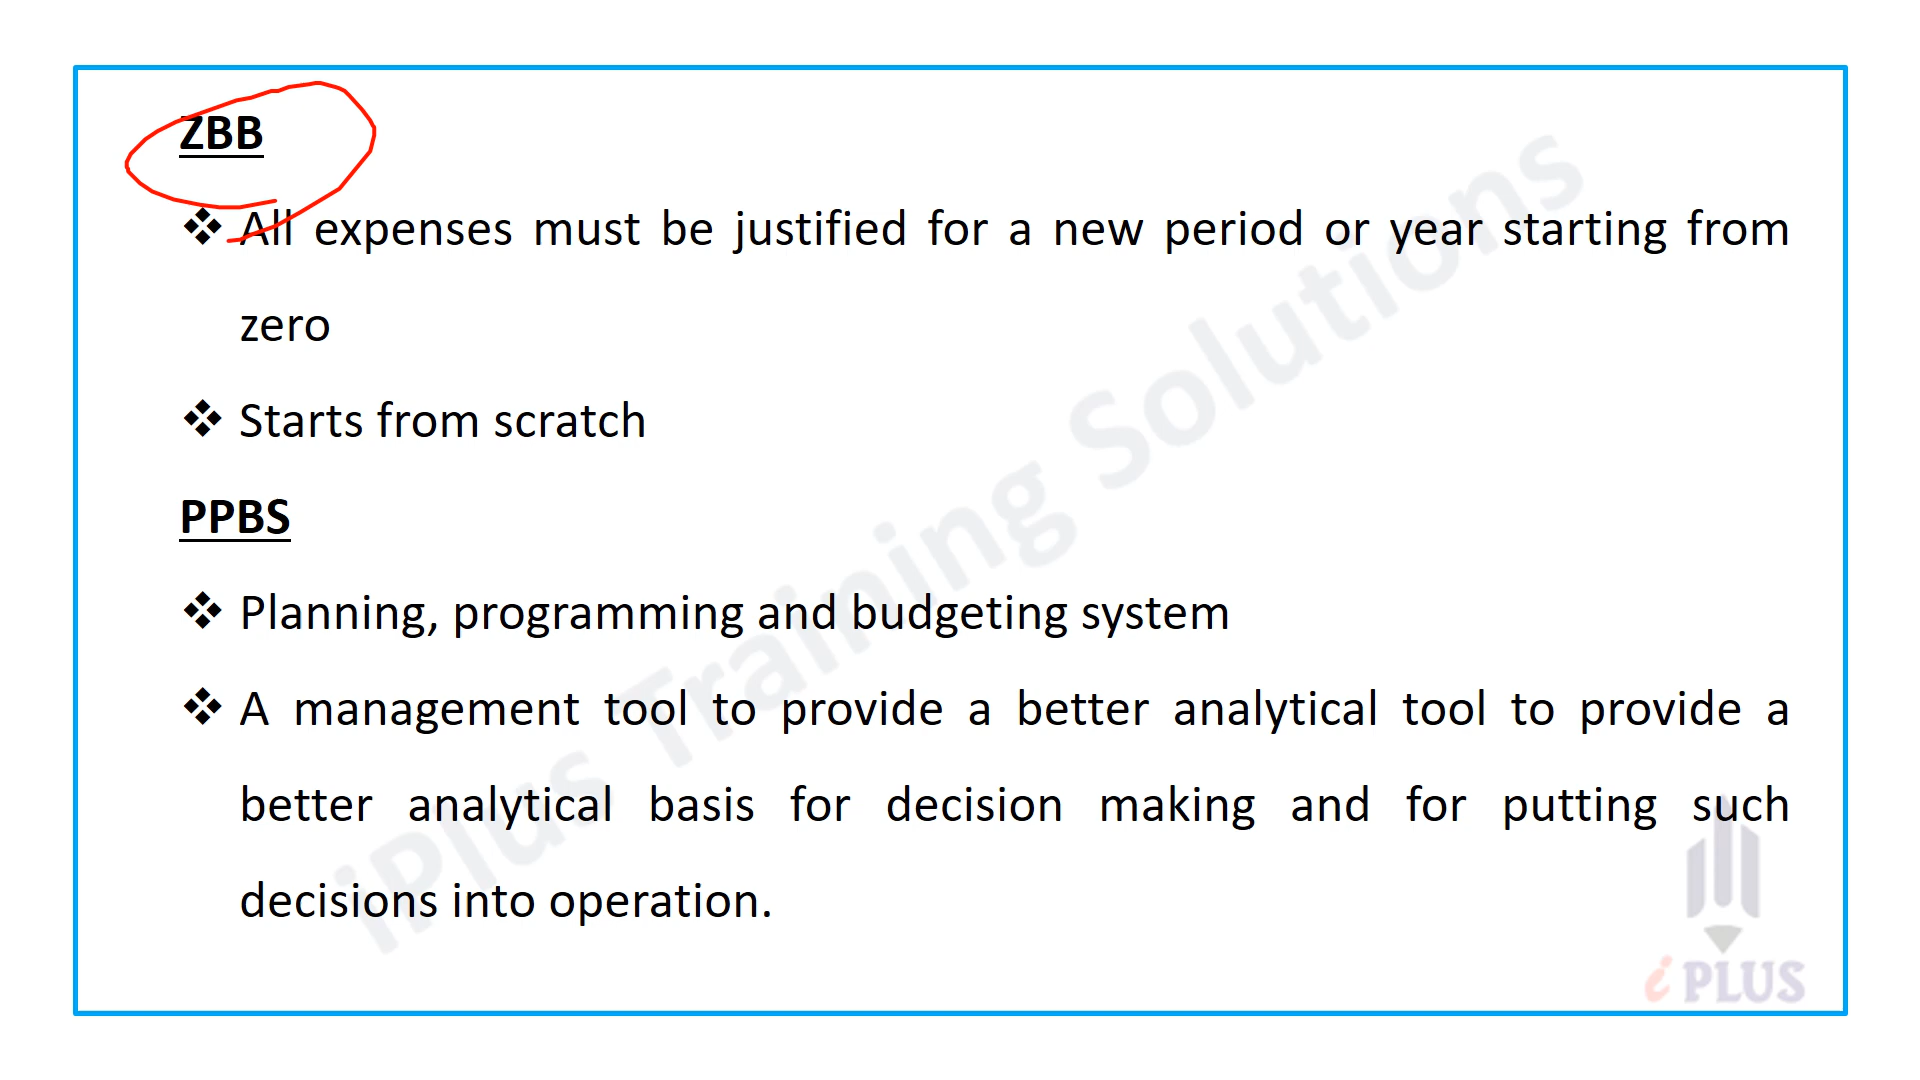 ZBB
❖ All expenses must be justified for a new period or year starting from
zero
❖ Starts from scratch
PPBS
❖ Planning, programming and budgeting system
❖ A management tool to provide a better analytical tool to provide a
better analytical basis for decision making and for putting such
decisions into operation.
iPlus Training Solutions
i PLUS